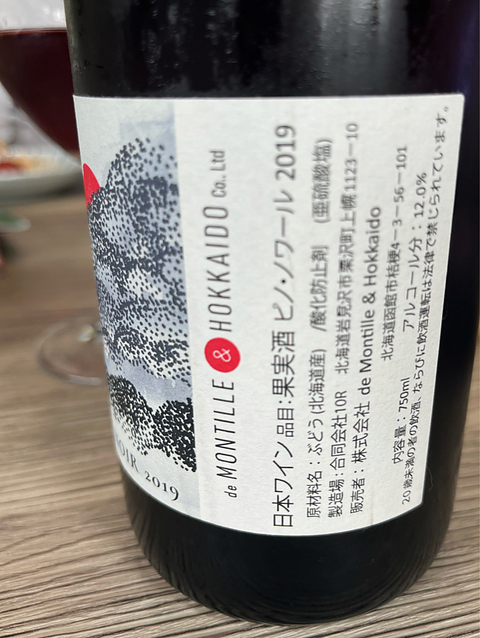 NOIR 2019
de MONTILLE & HOKKAIDO Co., Ltd
日本ワイン 品目:果実酒 ピノ・ノワール 2019
原材料名:ぶどう(北海道産) /酸化防止剤 (亜硫酸塩)
製造場:合同会社10R 北海道岩見沢市栗沢町上幌1123-10
販売者:株式会社 de Montille & Hokkaido
北海道函館市桔梗4-3-56-101
内容量:750ml アルコール分:12.0%
20歳未満の者の飲酒、ならびに飲酒運転は法律で禁じられています。